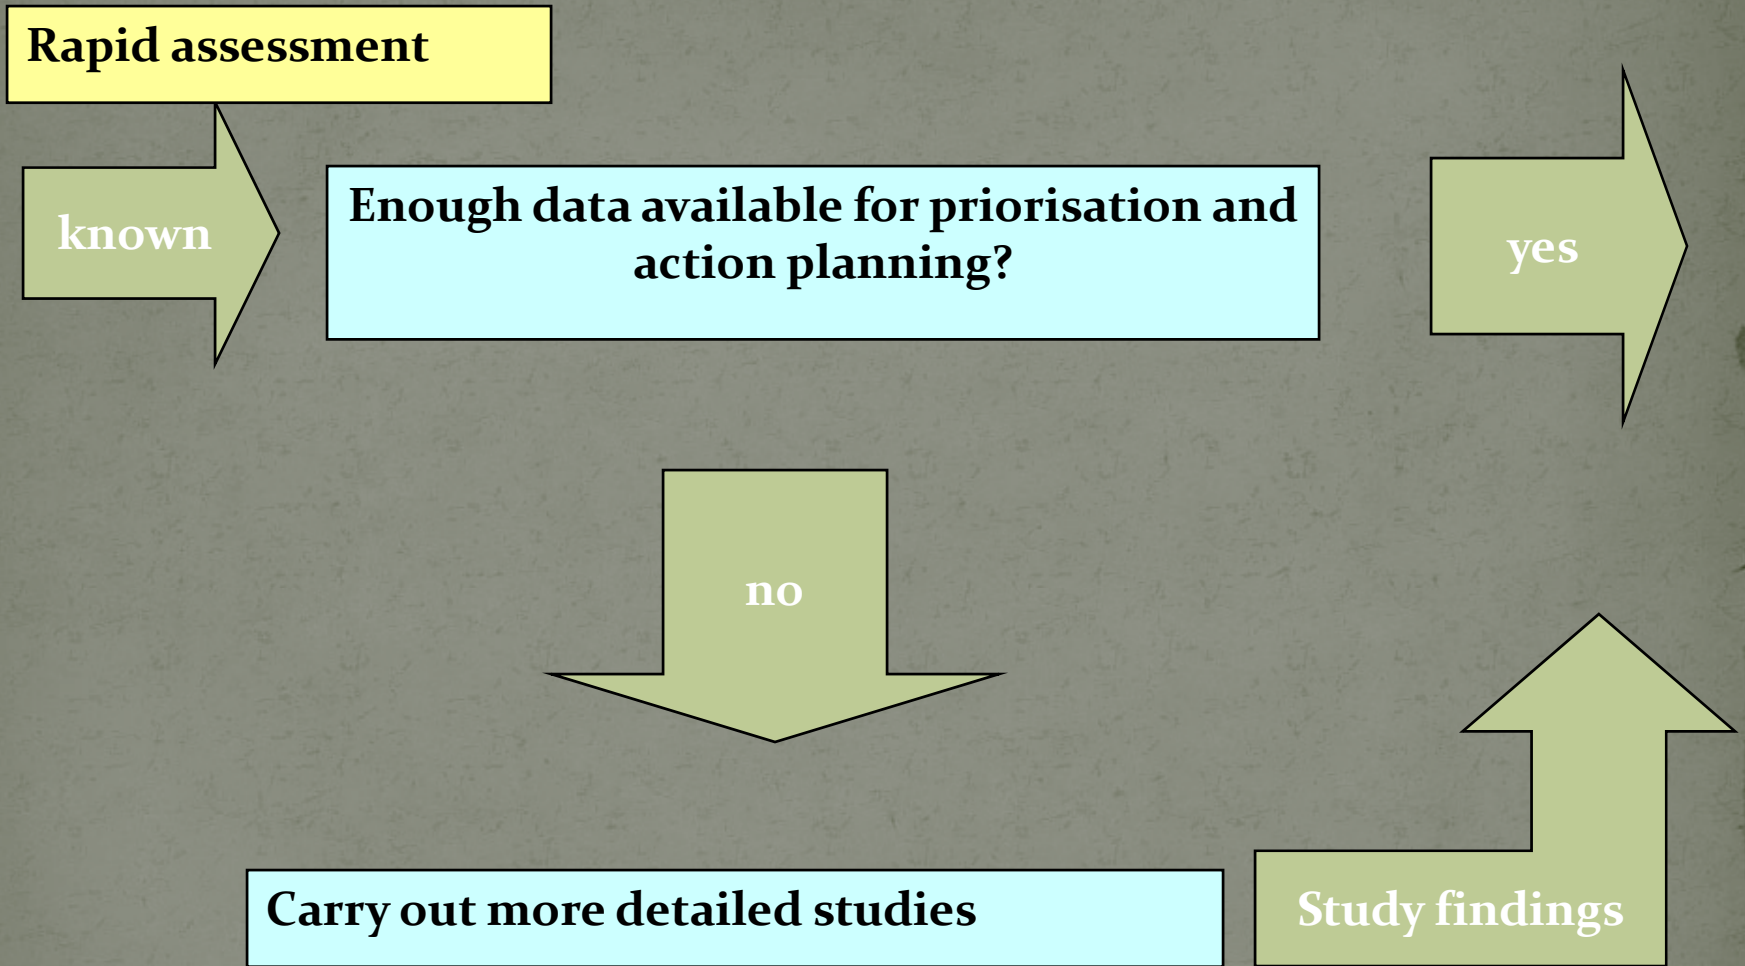 Rapid assessment
known
Enough data available for priorisation and
action planning?
yes
no
Carry out more detailed studies
Study findings